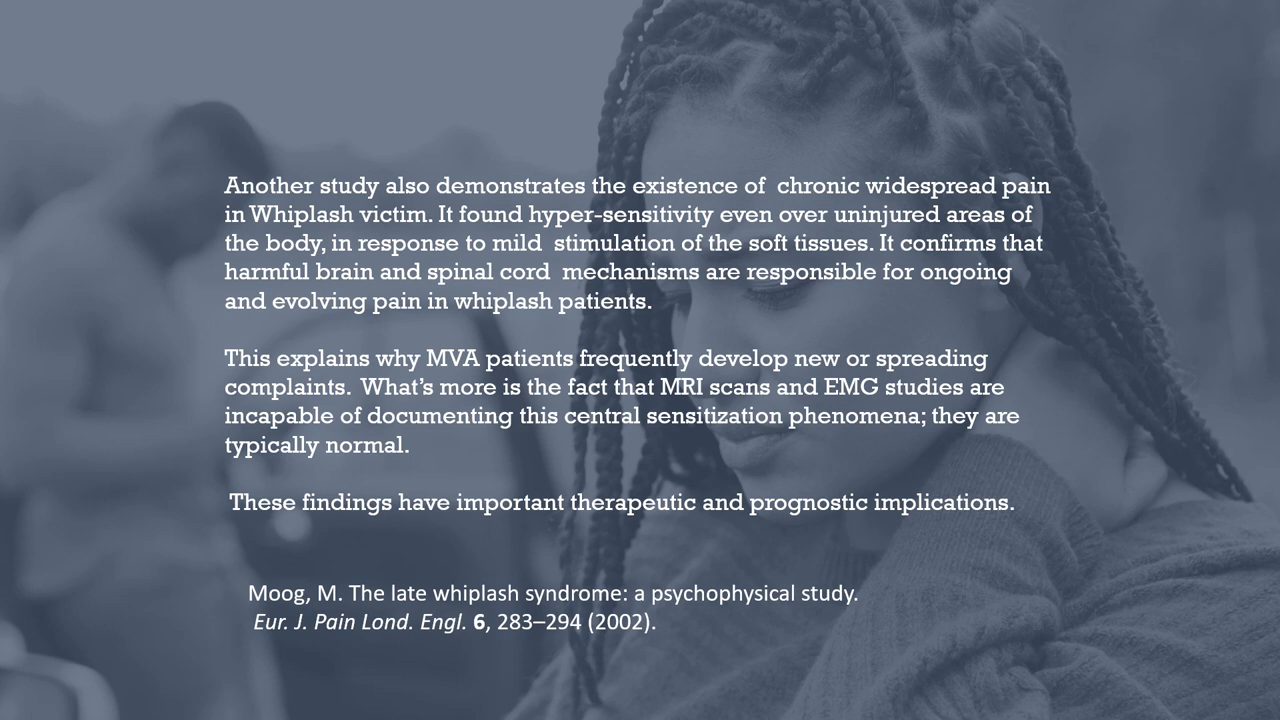 Another study also demonstrates the existence of  chronic widespread pain
in Whiplash victim. It found hyper-sensitivity even over uninjured areas of
the body, in response to mild  stimulation of the soft tissues. It confirms that
harmful brain and spinal cord  mechanisms are responsible for ongoing
and evolving pain in whiplash patients.
This explains why MVA patients frequently develop new or spreading
complaints.  What's more is the fact that MRI scans and EMG studies are
incapable of documenting this central sensitization phenomena; they are
typically normal.
These findings have important therapeutic and prognostic implications.
Moog, M. The late whiplash syndrome: a psychophysical study.
Eur. J. Pain Lond. Engl. 6, 283–294 (2002).